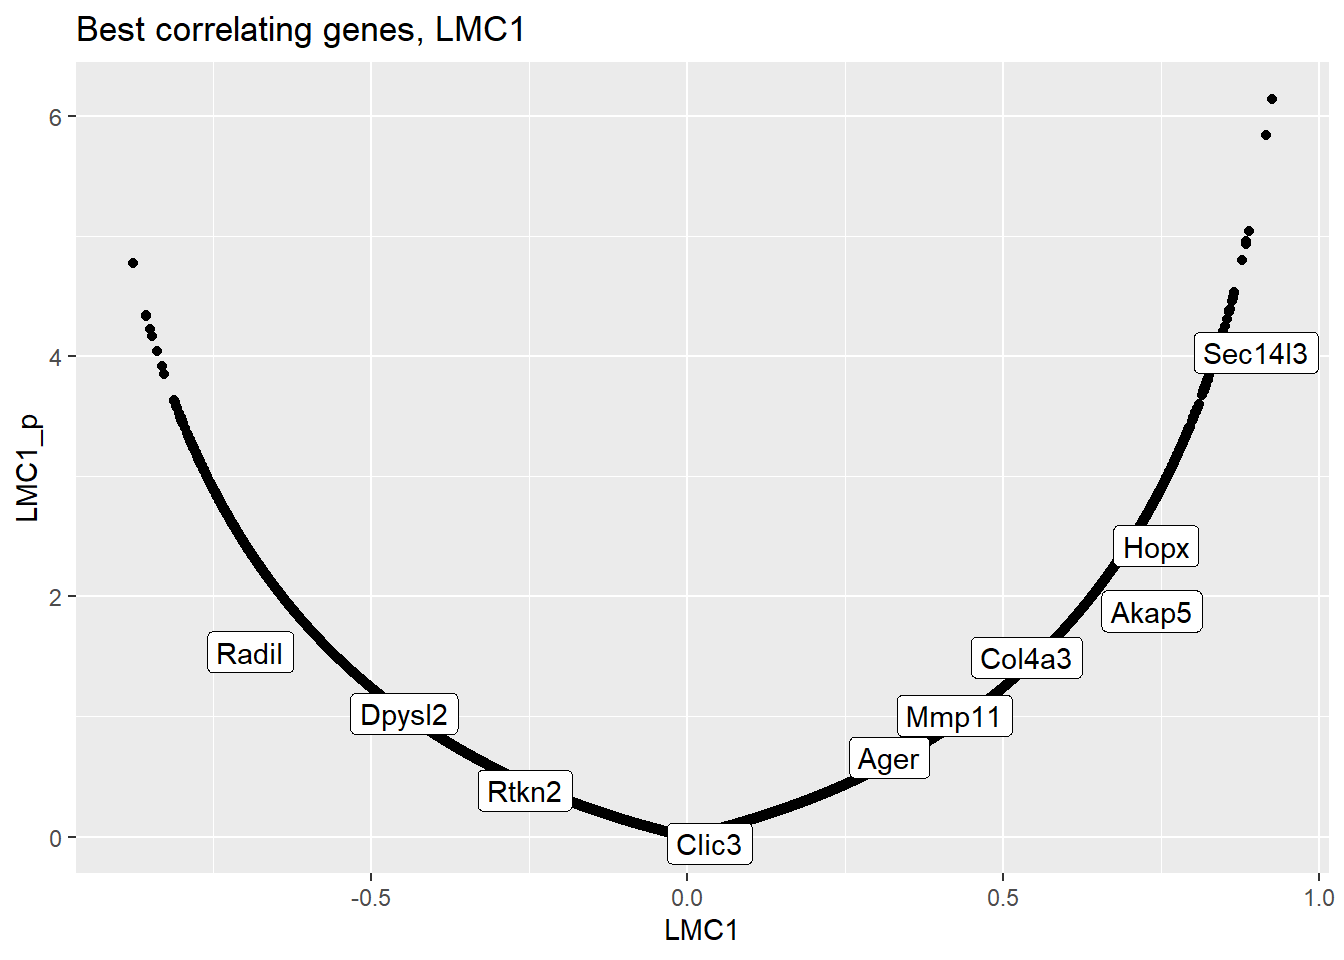 Best correlating genes, LMC1
6
4
2
0
LMC1_p
Sec14l3
Hopx
Akap5
Radil
Col4a3
Dpysl2
Mmp11
Ager
Rtkn2
Clic3
-0.5
0.0
0.5
1.0
LMC1